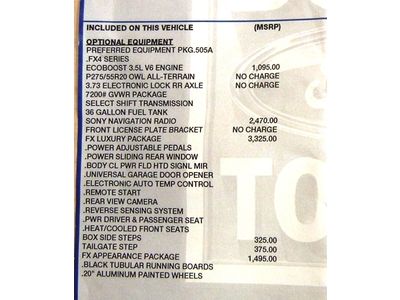 INCLUDED ON THIS VEHICLE (MSRP)
OPTIONAL EQUIPMENT
PREFERRED EQUIPMENT PKG.505A
.FX4 SERIES
ECOBOOST 3.5L V6 ENGINE 1,095.00
P275/55R20 OWL ALL-TERRAIN NO CHARGE
3.73 ELECTRONIC LOCK RR AXLE NO CHARGE
7200# GVWR PACKAGE
SELECT SHIFT TRANSMISSION
36 GALLON FUEL TANK
SONY NAVIGATION RADIO 2,470.00
FRONT LICENSE PLATE BRACKET NO CHARGE
FX LUXURY PACKAGE 3,325.00
.POWER ADJUSTABLE PEDALS
.POWER SLIDING REAR WINDOW
.BODY CL PWR FLD HTD SIGNL MIR
.UNIVERSAL GARAGE DOOR OPENER
.ELECTRONIC AUTO TEMP CONTROL
.REMOTE START
.REAR VIEW CAMERA
.REVERSE SENSING SYSTEM
.PWR DRIVER & PASSENGER SEAT
.HEAT/COOLED FRONT SEATS
BOX SIDE STEPS 325.00
TAILGATE STEP 375.00
FX APPEARANCE PACKAGE 1,495.00
.BLACK TUBULAR RUNNING BOARDS
.20" ALUMINUM PAINTED WHEELS
TO